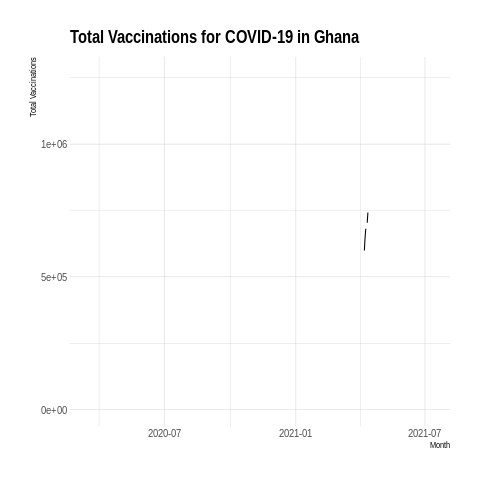 Total Vaccinations for COVID-19 in Ghana
Total Vaccinations
1e+06
5e+05
0e+00
2020-07
2021-01
2021-07
Month